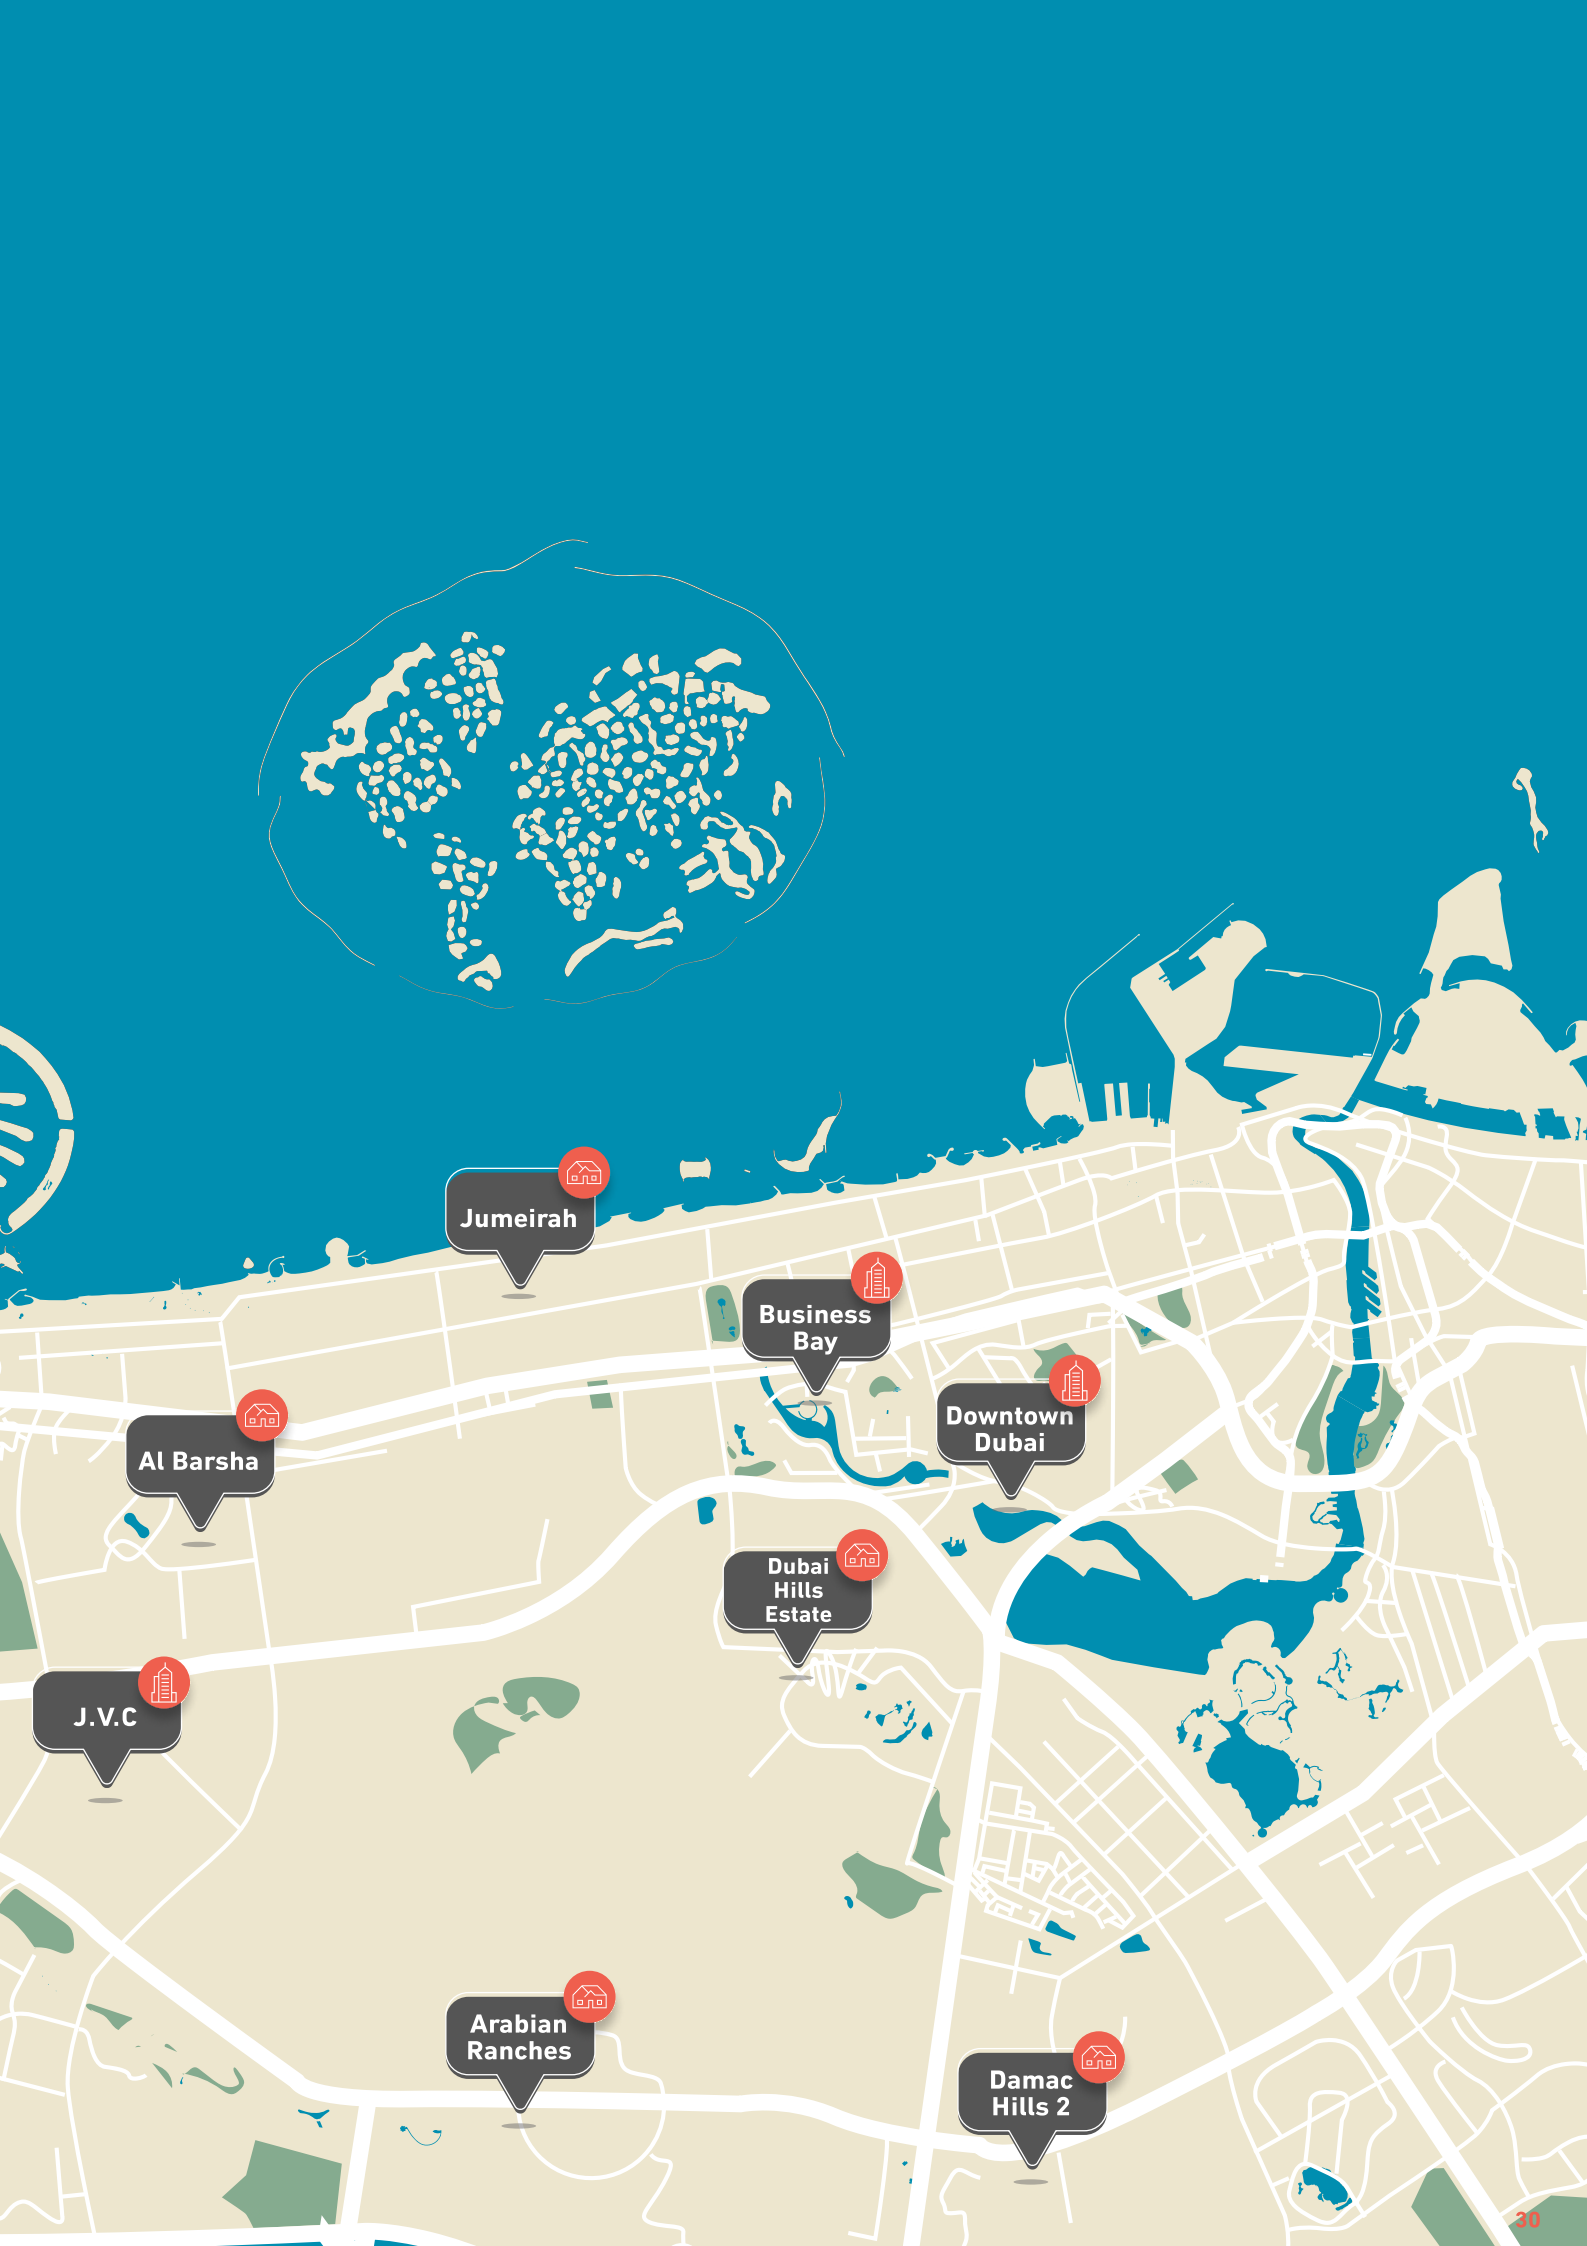 Jumeirah
Business
Bay
Downtown
Dubai
Al Barsha
Dubai
Hills
Estate
J.V.C
Arabian
Ranches
Damac
Hills 2
30